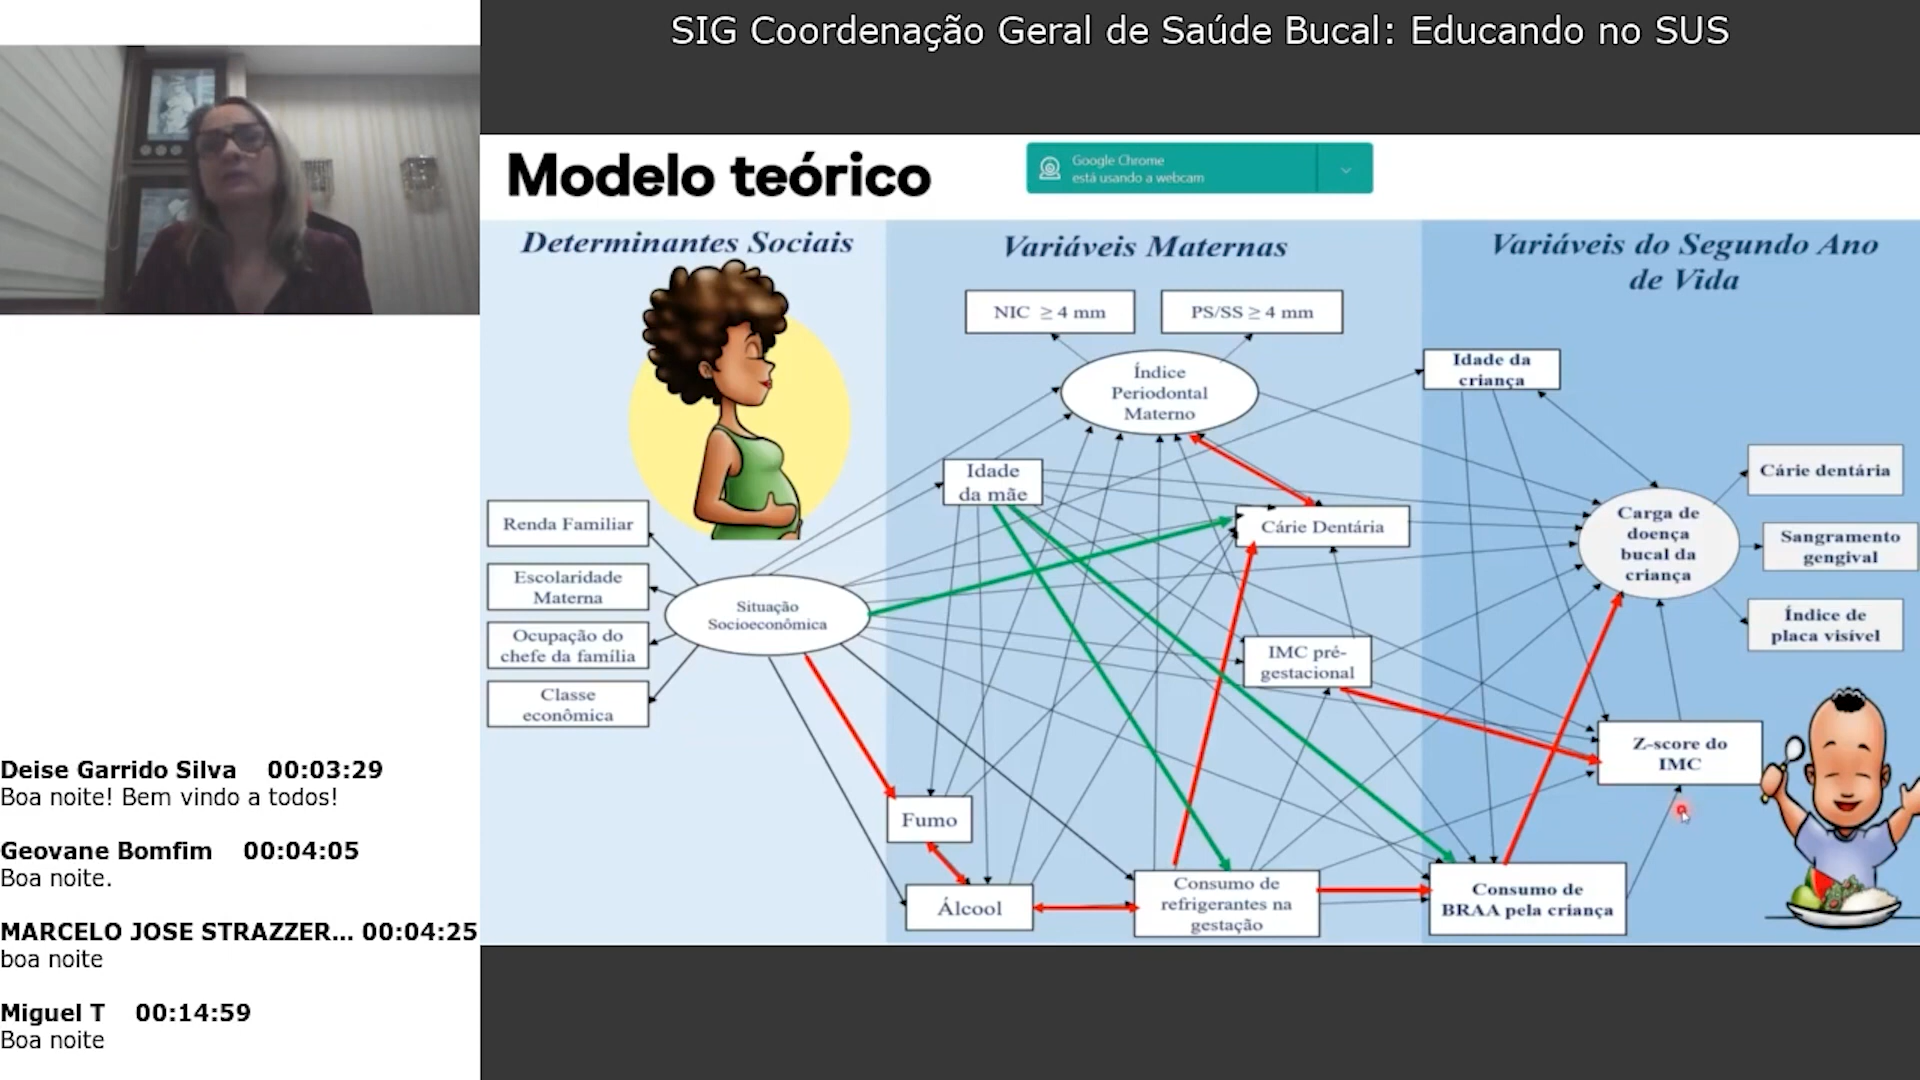 SIG Coordenação Geral de Saúde Bucal: Educando no SUS
Modelo teórico
Google Chrome
está usando a webcam
Determinantes Sociais
Variáveis Maternas
Variáveis do Segundo Ano
de Vida
NIC ≥ 4 mm
PS/SS ≥ 4 mm
Índice
Periodontal
Materno
Idade da
criança
Idade
da mãe
Cárie Dentária
Carga de
doença
bucal da
criança
Cárie dentária
Sangramento
gengival
Índice de
placa visível
Renda Familiar
Escolaridade
Materna
Ocupação do
chefe da família
Classe
econômica
Situação
Socioeconômica
IMC pré-
gestacional
Z-score do
IMC
Fumo
Álcool
Consumo de
refrigerantes na
gestação
Consumo de
BRAA pela criança
Deise Garrido Silva 00:03:29
Boa noite! Bem vindo a todos!
Geovane Bomfim 00:04:05
Boa noite.
MARCELO JOSE STRAZZER... 00:04:25
boa noite
Miguel T 00:14:59
Boa noite